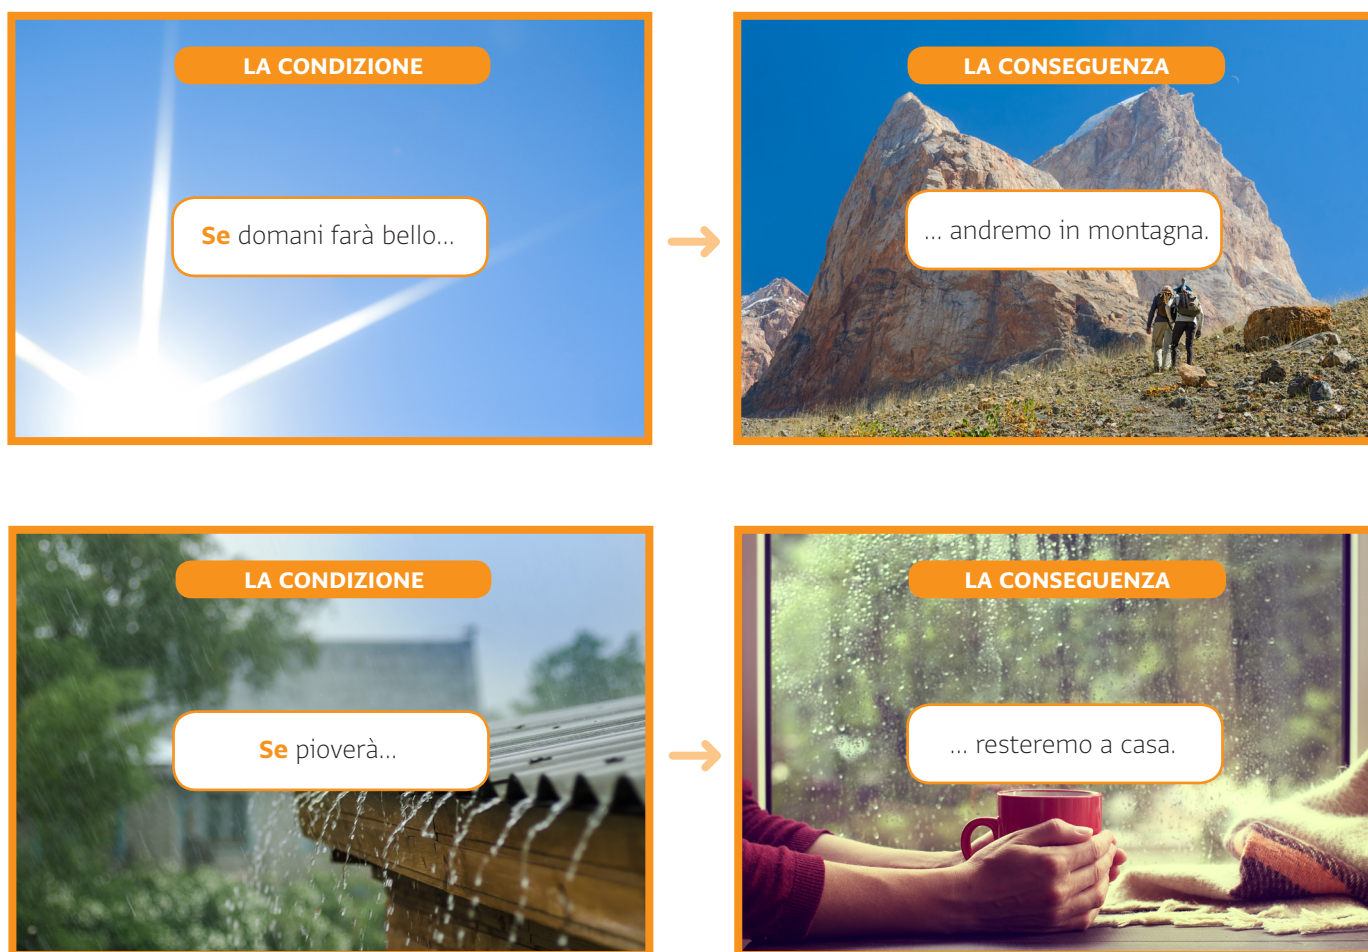 LA CONDIZIONE
LA CONSEGUENZA
Se domani farà bello...
... andremo in montagna.
LA CONDIZIONE
LA CONSEGUENZA
Se pioverà...
... resteremo a casa.